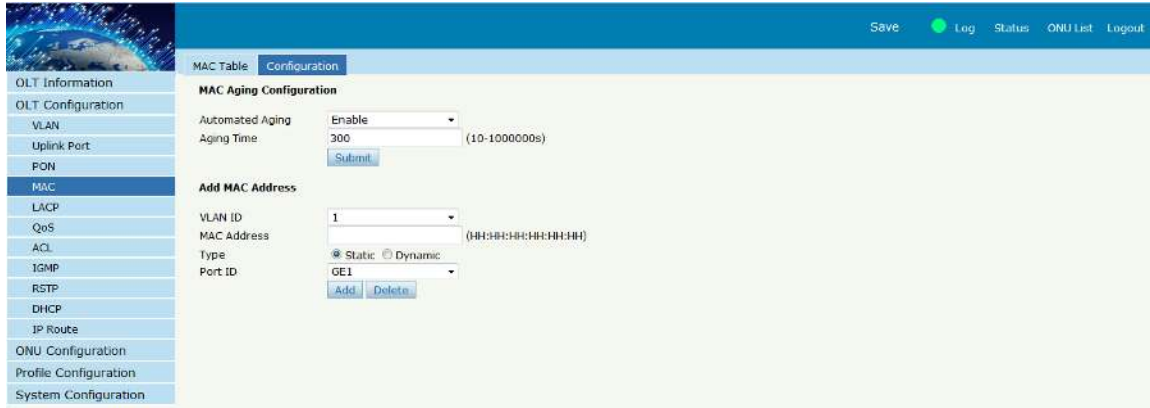 Save Log Status ONU List Logout
MAC Table Configuration
OLT Information
OLT Configuration
VLAN
Uplink Port
PON
MAC
LACP
QoS
ACL
IGMP
RSTP
DHCP
IP Route
ONU Configuration
Profile Configuration
System Configuration
MAC Aging Configuration
Automated Aging Enable
Aging Time 300 (10-1000000s)
Submit
Add MAC Address
VLAN ID 1
MAC Address (HH:HH:HH:HH:HH:HH)
Type Static Dynamic
Port ID GE1
Add Delete